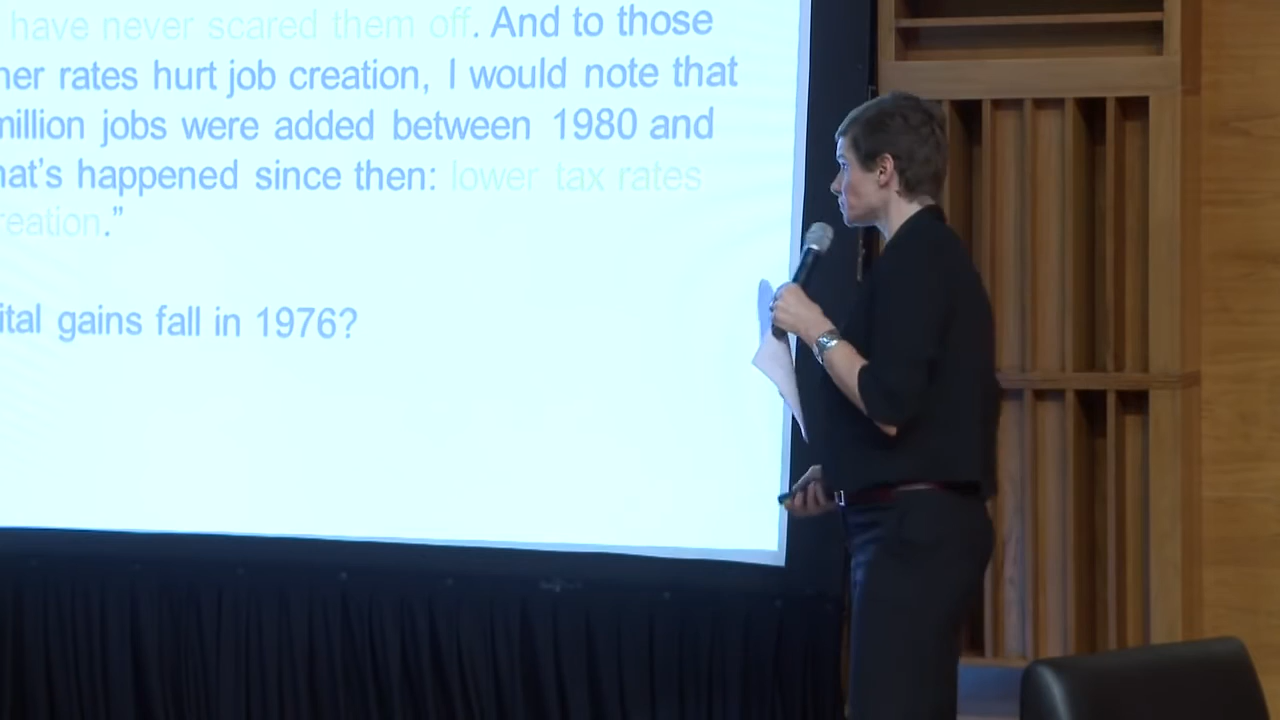 have never scared them off. And to those
her rates hurt job creation, I would note that
million jobs were added between 1980 and
hat’s happened since then: lower tax rates
reation.”
ital gains fall in 1976?